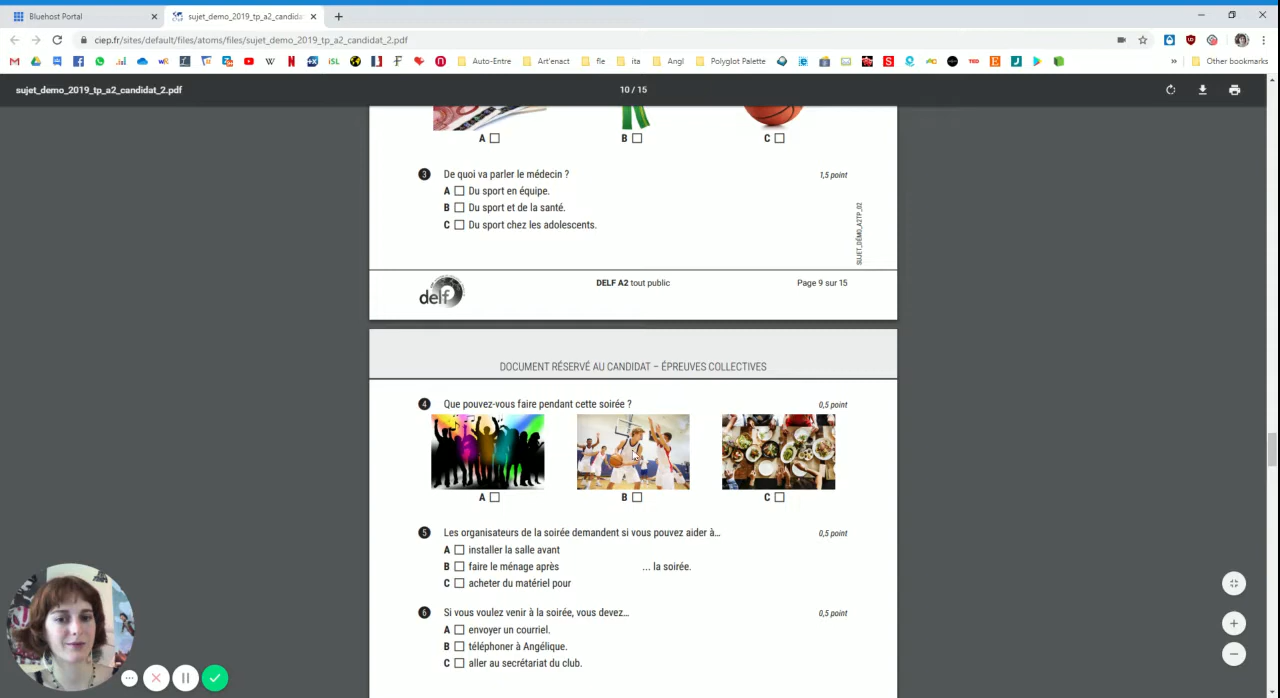 Bluehost Portal
sujet_demo_2019_tp_a2_candidat
ciep.fr/sites/default/files/atoms/files/sujet_demo_2019_tp_a2_candidat_2.pdf
Auto-Entre
Art'enact
fle
ita
Angl
Polyglot Palette
Other bookmarks
sujet_demo_2019_tp_a2_candidat_2.pdf
10 / 15
A
B
C
3 De quoi va parler le médecin ? 1,5 point
A Du sport en équipe.
B Du sport et de la santé.
C Du sport chez les adolescents.
SUJET_DÉMO_A2TP_02
delf
DELF A2 tout public
Page 9 sur 15
DOCUMENT RÉSERVÉ AU CANDIDAT – ÉPREUVES COLLECTIVES
4 Que pouvez-vous faire pendant cette soirée ? 0,5 point
A
B
C
5 Les organisateurs de la soirée demandent si vous pouvez aider à... 0,5 point
A installer la salle avant
B faire le ménage après ... la soirée.
C acheter du matériel pour
6 Si vous voulez venir à la soirée, vous devez... 0,5 point
A envoyer un courriel.
B téléphoner à Angélique.
C aller au secrétariat du club.